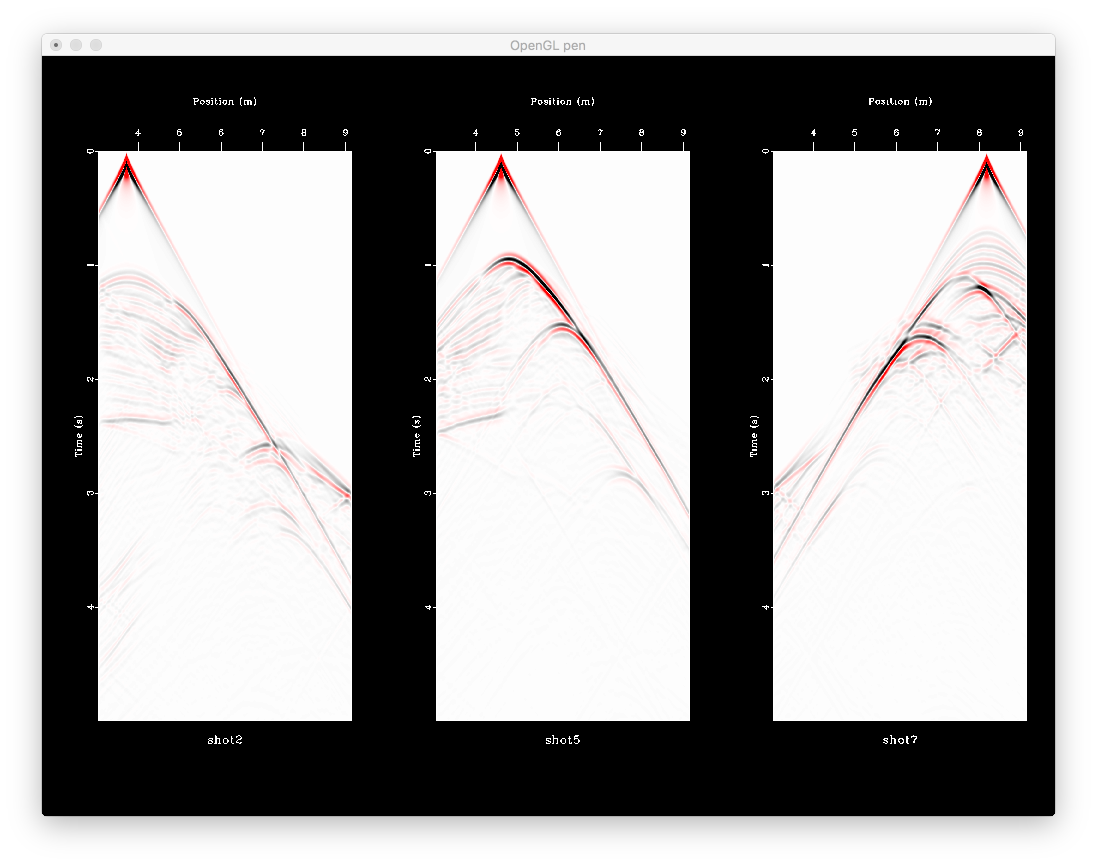 OpenGL pen
Position (m)
4 5 6 7 8 9
0
1
2
3
4
Time (s)
shot2
Position (m)
4 5 6 7 8 9
0
1
2
3
4
Time (s)
shot5
Position (m)
4 5 6 7 8 9
0
1
2
3
4
Time (s)
shot7